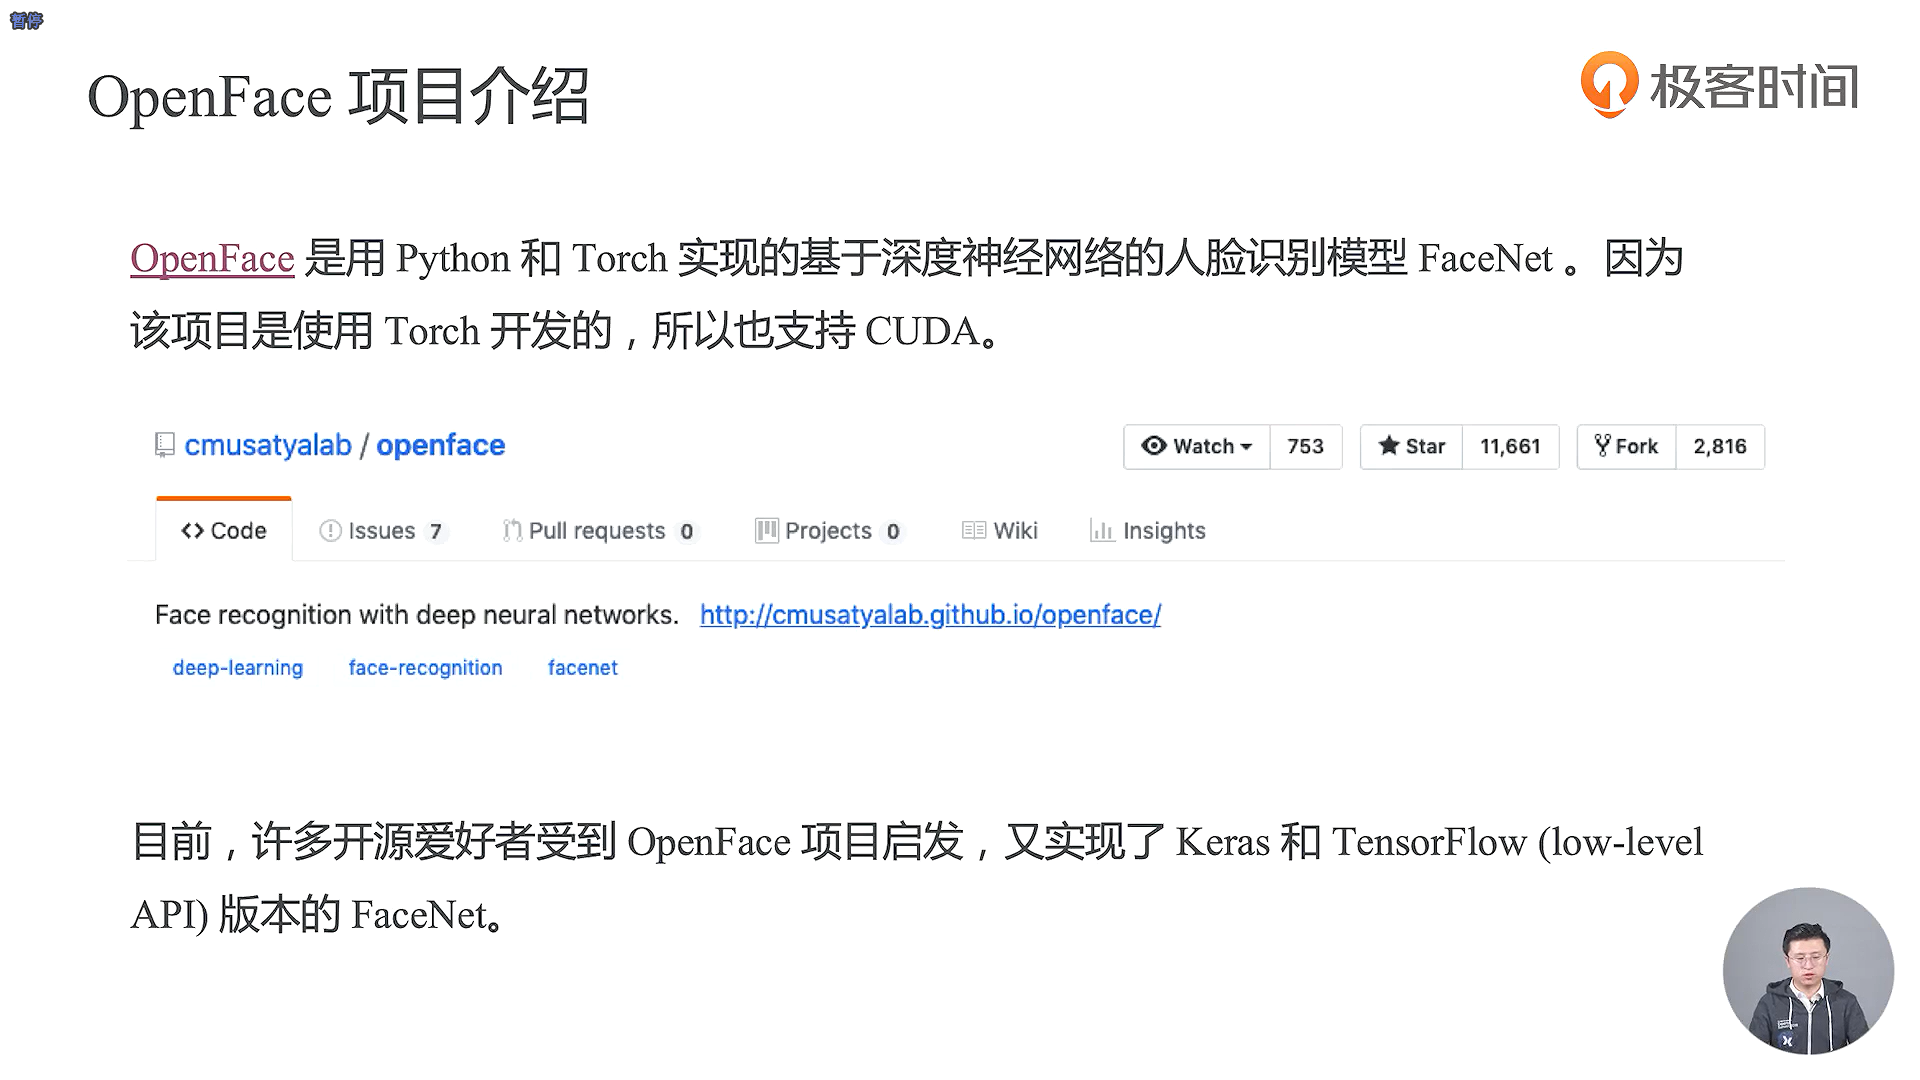 暂停
OpenFace 项目介绍
极客时间
OpenFace 是用 Python 和 Torch 实现的基于深度神经网络的人脸识别模型 FaceNet 。因为
该项目是使用 Torch 开发的，所以也支持 CUDA。
cmusatyalab / openface
Watch 753 Star 11,661 Fork 2,816
Code Issues 7 Pull requests 0 Projects 0 Wiki Insights
Face recognition with deep neural networks. http://cmusatyalab.github.io/openface/
deep-learning face-recognition facenet
目前，许多开源爱好者受到 OpenFace 项目启发，又实现了 Keras 和 TensorFlow (low-level
API) 版本的 FaceNet。